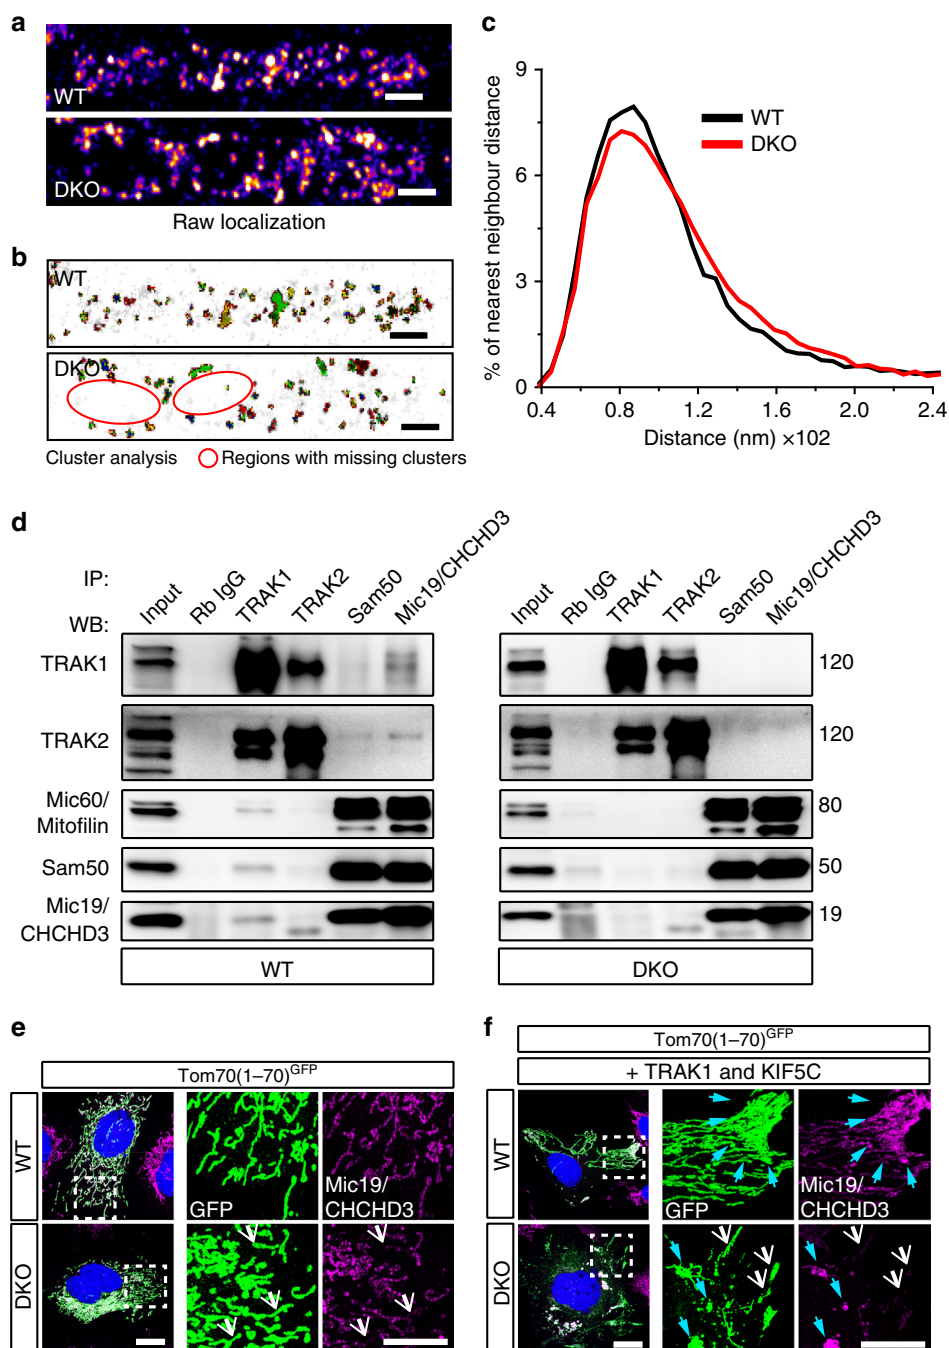 a
WT
DKO
Raw localization
b
WT
DKO
Cluster analysis
Regions with missing clusters
c
% of nearest neighbour distance
9
6
3
0
0.4 0.8 1.2 1.6 2.0 2.4
Distance (nm) ×102
WT
DKO
d
IP:
Input Rb IgG TRAK1 TRAK2 Sam50 Mic19/CHCHD3
Input Rb IgG TRAK1 TRAK2 Sam50 Mic19/CHCHD3
WB:
TRAK1
120
TRAK2
120
Mic60/
Mitofilin
80
Sam50
50
Mic19/
CHCHD3
19
WT
DKO
e
Tom70(1–70)GFP
WT
GFP
Mic19/
CHCHD3
DKO
f
Tom70(1–70)GFP
+ TRAK1 and KIF5C
WT
GFP
Mic19/
CHCHD3
DKO